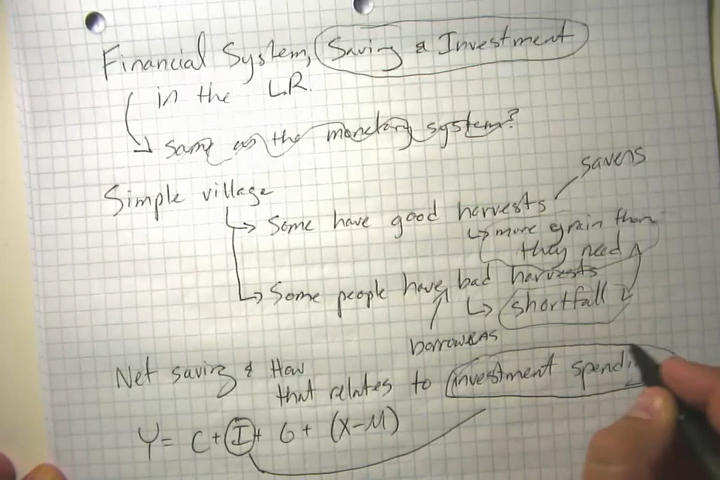 Financial System, Saving & Investment
in the LR.
same as the monetary system?
Simple village
savers
Some have good harvests
more grain than
they need
Some people have bad harvests
shortfall
borrowers
Net saving & How
that relates to investment spendi
Y = C + I + G + (X-M)